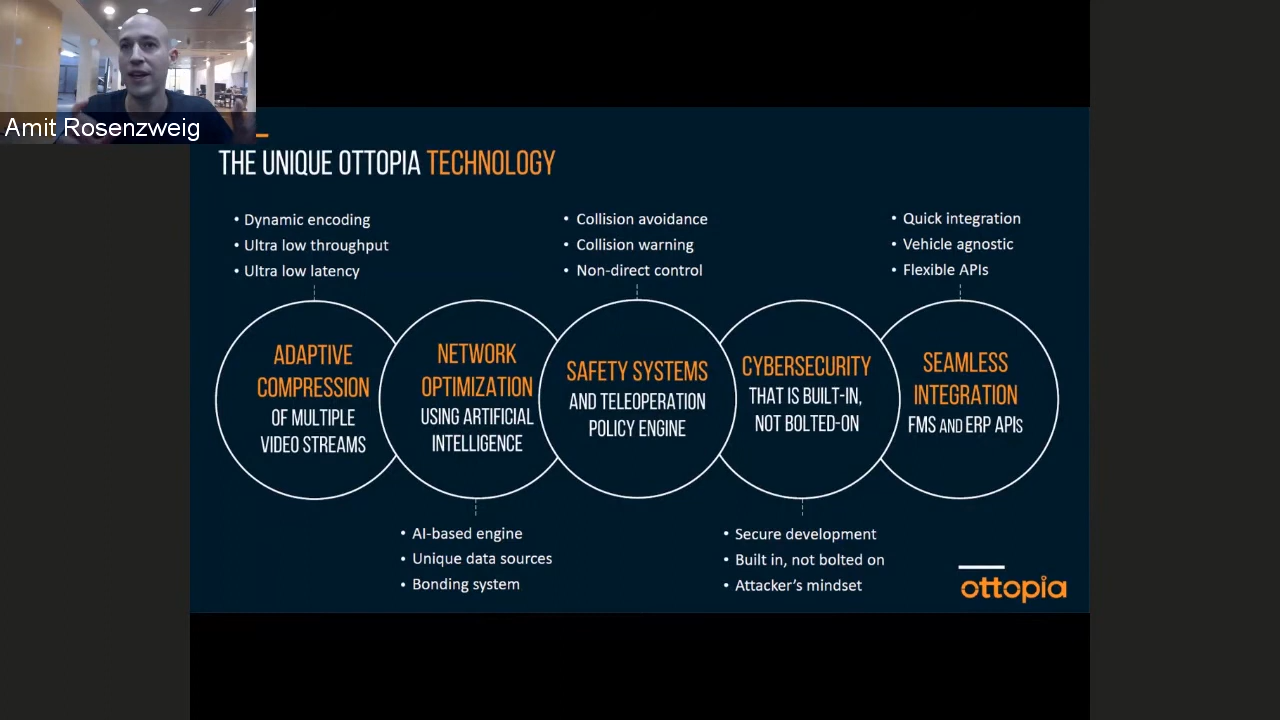 Amit Rosenzweig
THE UNIQUE OTTOPIA TECHNOLOGY
• Dynamic encoding
• Ultra low throughput
• Ultra low latency
• Collision avoidance
• Collision warning
• Non-direct control
• Quick integration
• Vehicle agnostic
• Flexible APIs
ADAPTIVE
COMPRESSION
OF MULTIPLE
VIDEO STREAMS
NETWORK
OPTIMIZATION
USING ARTIFICIAL
INTELLIGENCE
SAFETY SYSTEMS
AND TELEOPERATION
POLICY ENGINE
CYBERSECURITY
THAT IS BUILT-IN,
NOT BOLTED-ON
SEAMLESS
INTEGRATION
FMS AND ERP APIs
• AI-based engine
• Unique data sources
• Bonding system
• Secure development
• Built in, not bolted on
• Attacker's mindset
ottopia